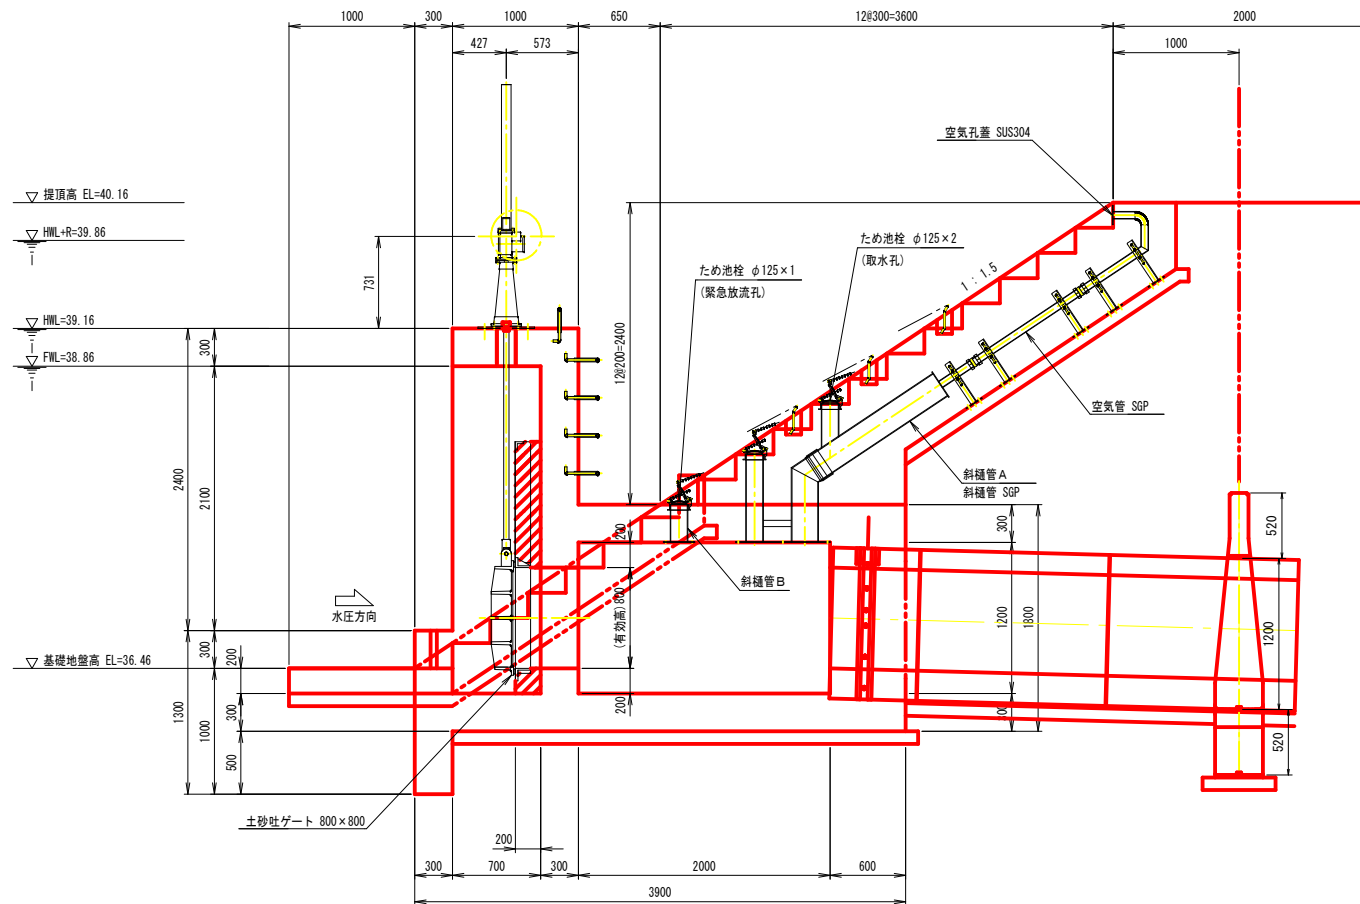 1000
300
1000
650
12@300=3600
2000
427
573
1000
空気孔蓋 SUS304
提頂高 EL=40.16
HWL+R=39.86
ため池栓 φ125×2
(取水孔)
ため池栓 φ125×1
(緊急放流孔)
1 : 1.5
731
HWL=39.16
FWL=38.86
300
12@200=2400
空気管 SGP
2400
2100
斜樋管A
斜樋管 SGP
200
300
520
斜樋管B
水圧方向
(有効高)800
1200
1800
1200
300
200
基礎地盤高 EL=36.46
1300
1000
300
500
200
520
土砂吐ゲート 800×800
200
300
700
300
2000
600
3900